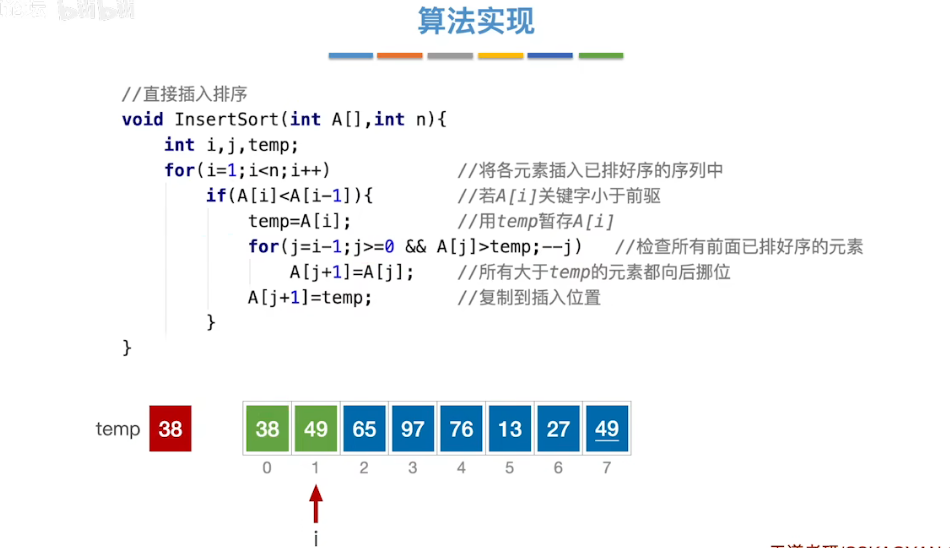 bilibili
算法实现
//直接插入排序
void InsertSort(int A[],int n){
int i,j,temp;
for(i=1;i<n;i++) //将各元素插入已排好序的序列中
if(A[i]<A[i-1]){ //若A[i]关键字小于前驱
temp=A[i]; //用temp暂存A[i]
for(j=i-1;j>=0 && A[j]>temp;--j) //检查所有前面已排好序的元素
A[j+1]=A[j]; //所有大于temp的元素都向后挪位
A[j+1]=temp; //复制到插入位置
}
}
temp 38 38 49 65 97 76 13 27 49
0 1 2 3 4 5 6 7
i